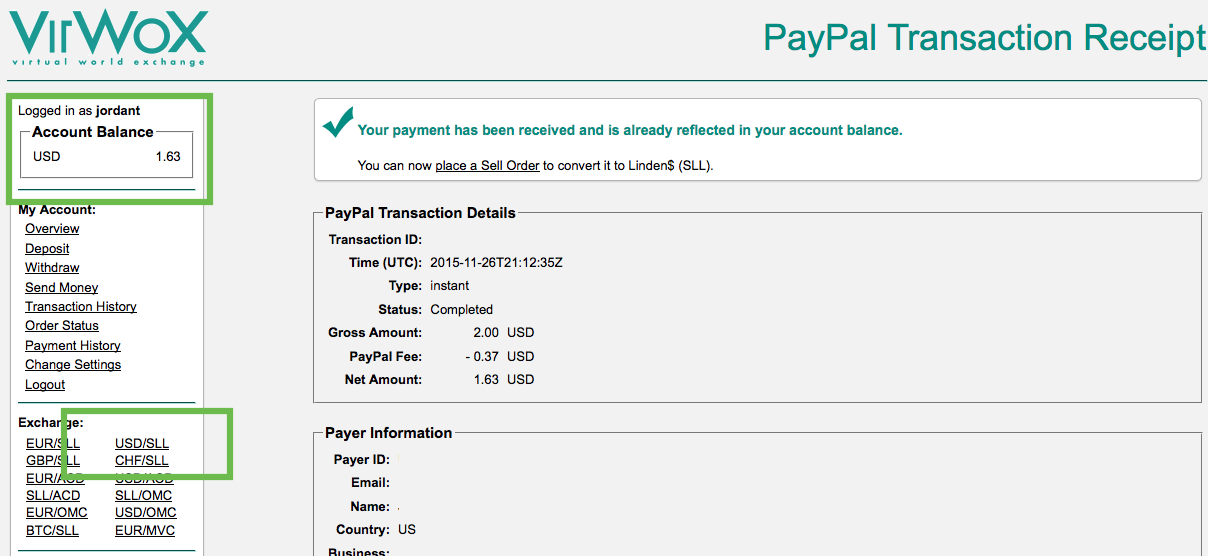 VirWoX
virtual world exchange
PayPal Transaction Receipt
Logged in as jordant
Account Balance
USD 1.63
My Account:
Overview
Deposit
Withdraw
Send Money
Transaction History
Order Status
Payment History
Change Settings
Logout
Exchange:
EUR/SLL USD/SLL
GBP/SLL CHF/SLL
EUR/ACD USD/ACD
SLL/ACD SLL/OMC
EUR/OMC USD/OMC
BTC/SLL EUR/MVC
Your payment has been received and is already reflected in your account balance.
You can now place a Sell Order to convert it to Linden$ (SLL).
PayPal Transaction Details
Transaction ID:
Time (UTC): 2015-11-26T21:12:35Z
Type: instant
Status: Completed
Gross Amount: 2.00 USD
PayPal Fee: - 0.37 USD
Net Amount: 1.63 USD
Payer Information
Payer ID:
Email:
Name:
Country: US
Business: